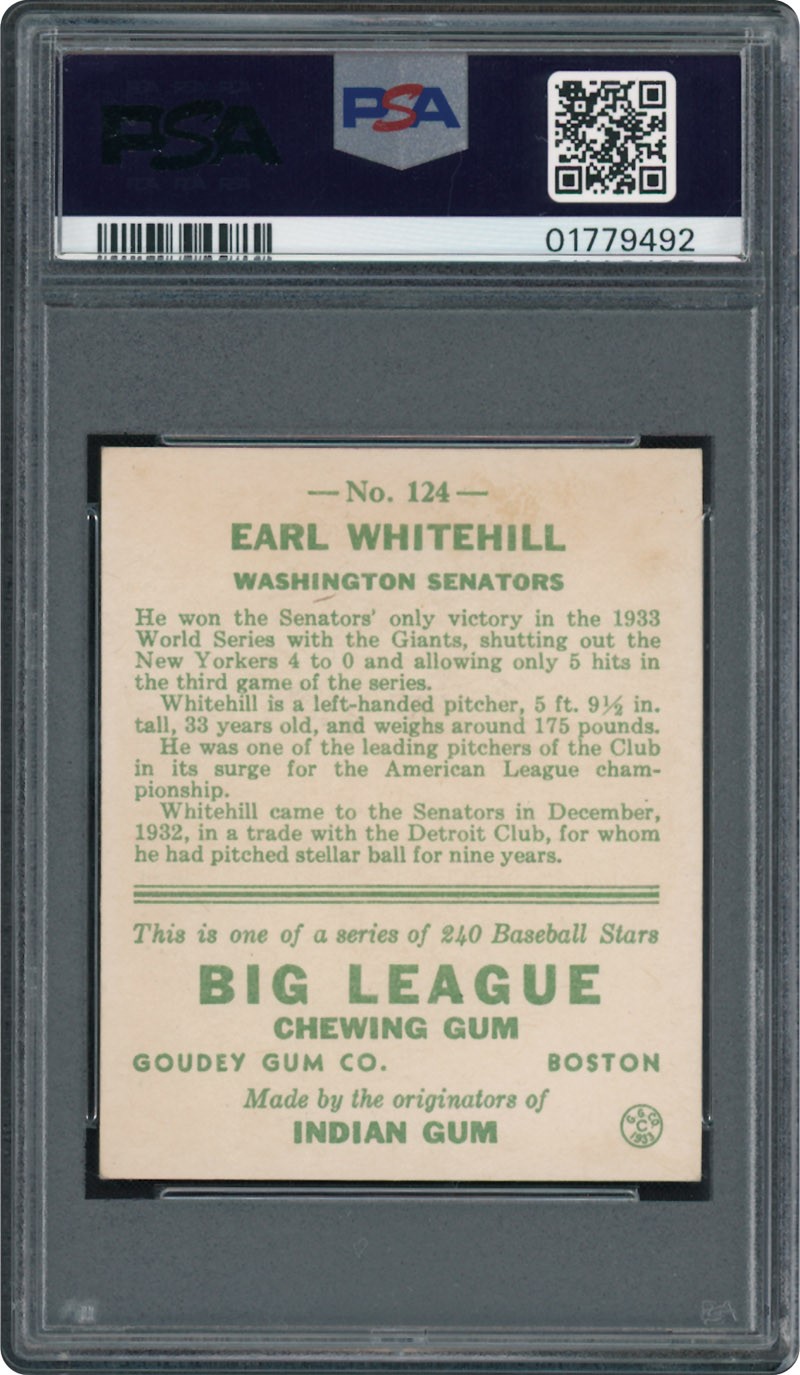 PSA
PSA
01779492
— No. 124 —
EARL WHITEHILL
WASHINGTON SENATORS
He won the Senators' only victory in the 1933
World Series with the Giants, shutting out the
New Yorkers 4 to 0 and allowing only 5 hits in
the third game of the series.
Whitehill is a left-handed pitcher, 5 ft. 9½ in.
tall, 33 years old, and weighs around 175 pounds.
He was one of the leading pitchers of the Club
in its surge for the American League cham-
pionship.
Whitehill came to the Senators in December,
1932, in a trade with the Detroit Club, for whom
he had pitched stellar ball for nine years.
This is one of a series of 240 Baseball Stars
BIG LEAGUE
CHEWING GUM
GOUDEY GUM CO. BOSTON
Made by the originators of
INDIAN GUM
G. G. CO.
C
1933
PSA